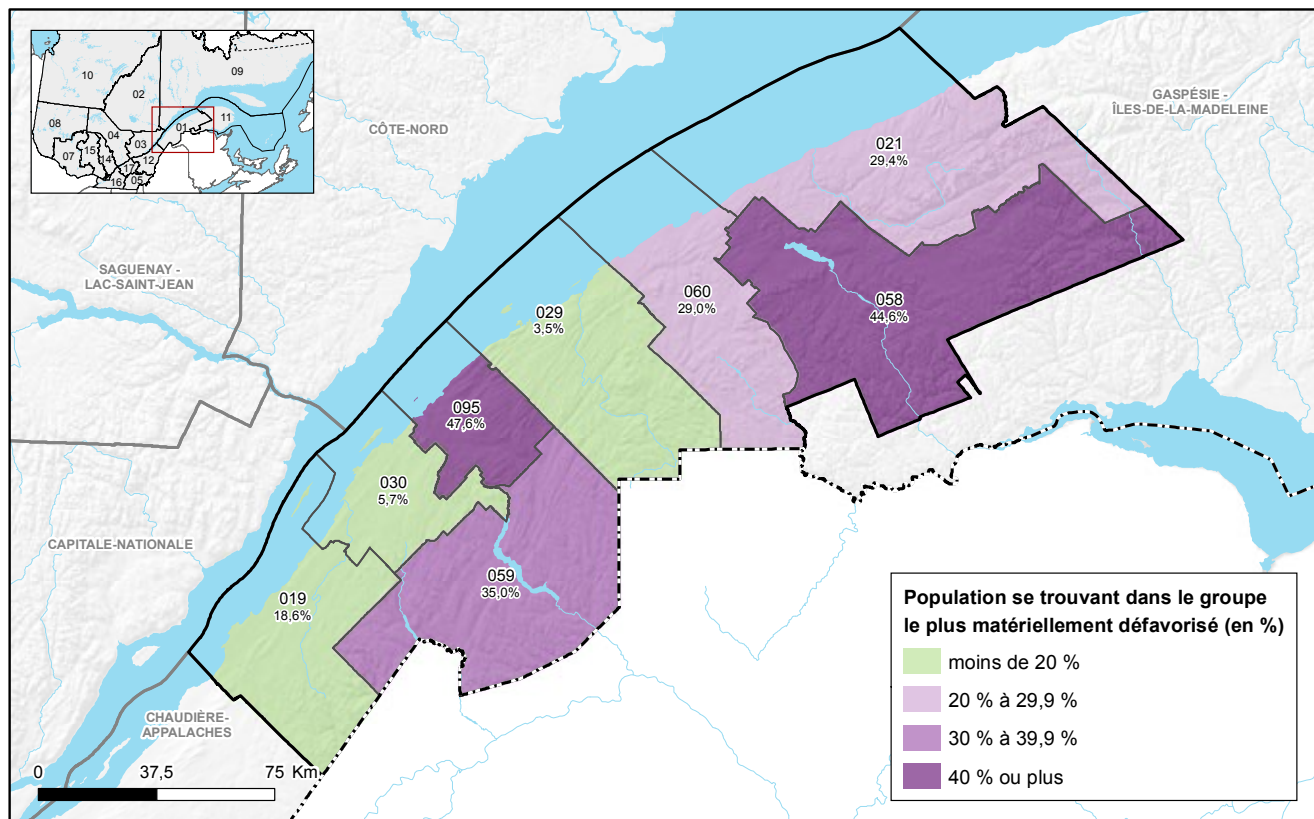 10
09
02
08
01
11
04
03
07
15
14
12
17
16
05
CÔTE-NORD
GASPÉSIE -
ÎLES-DE-LA-MADELEINE
021
29,4%
SAGUENAY -
LAC-SAINT-JEAN
060
29,0%
058
44,6%
029
3,5%
095
47,6%
030
5,7%
CAPITALE-NATIONALE
059
35,0%
019
18,6%
CHAUDIÈRE-
APPALACHES
0 37,5 75 Km
Population se trouvant dans le groupe
le plus matériellement défavorisé (en %)
moins de 20 %
20 % à 29,9 %
30 % à 39,9 %
40 % ou plus